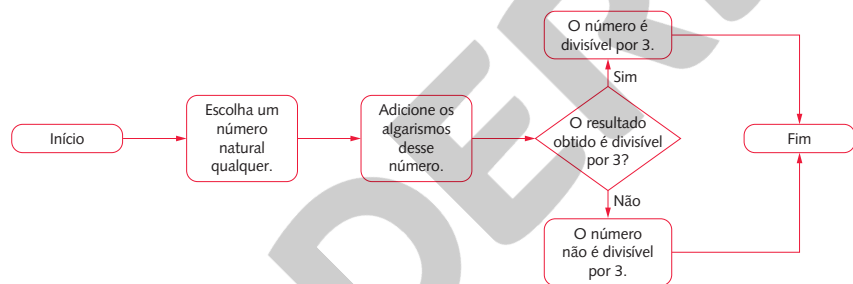 Início
Escolha um
número
natural
qualquer.
Adicione os
algarismos
desse
número.
O resultado
obtido é divisível
por 3?
Sim
O número é
divisível por 3.
Não
O número
não é divisível
por 3.
Fim